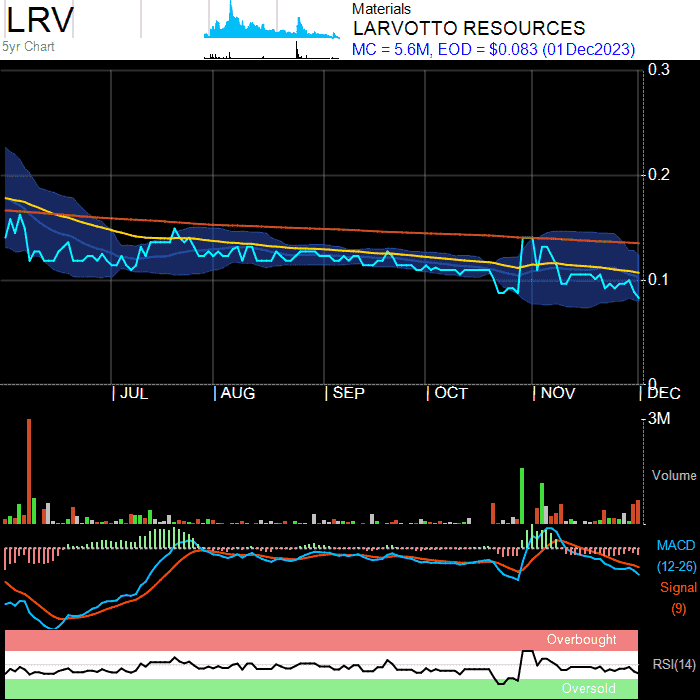 LRV
5yr Chart
Materials
LARVOTTO RESOURCES
MC = 5.6M, EOD = $0.083 (01Dec2023)
0.3
0.2
0.1
0
JUL
AUG
SEP
OCT
NOV
DEC
3M
Volume
MACD
(12-26)
Signal
(9)
Overbought
RSI(14)
Oversold